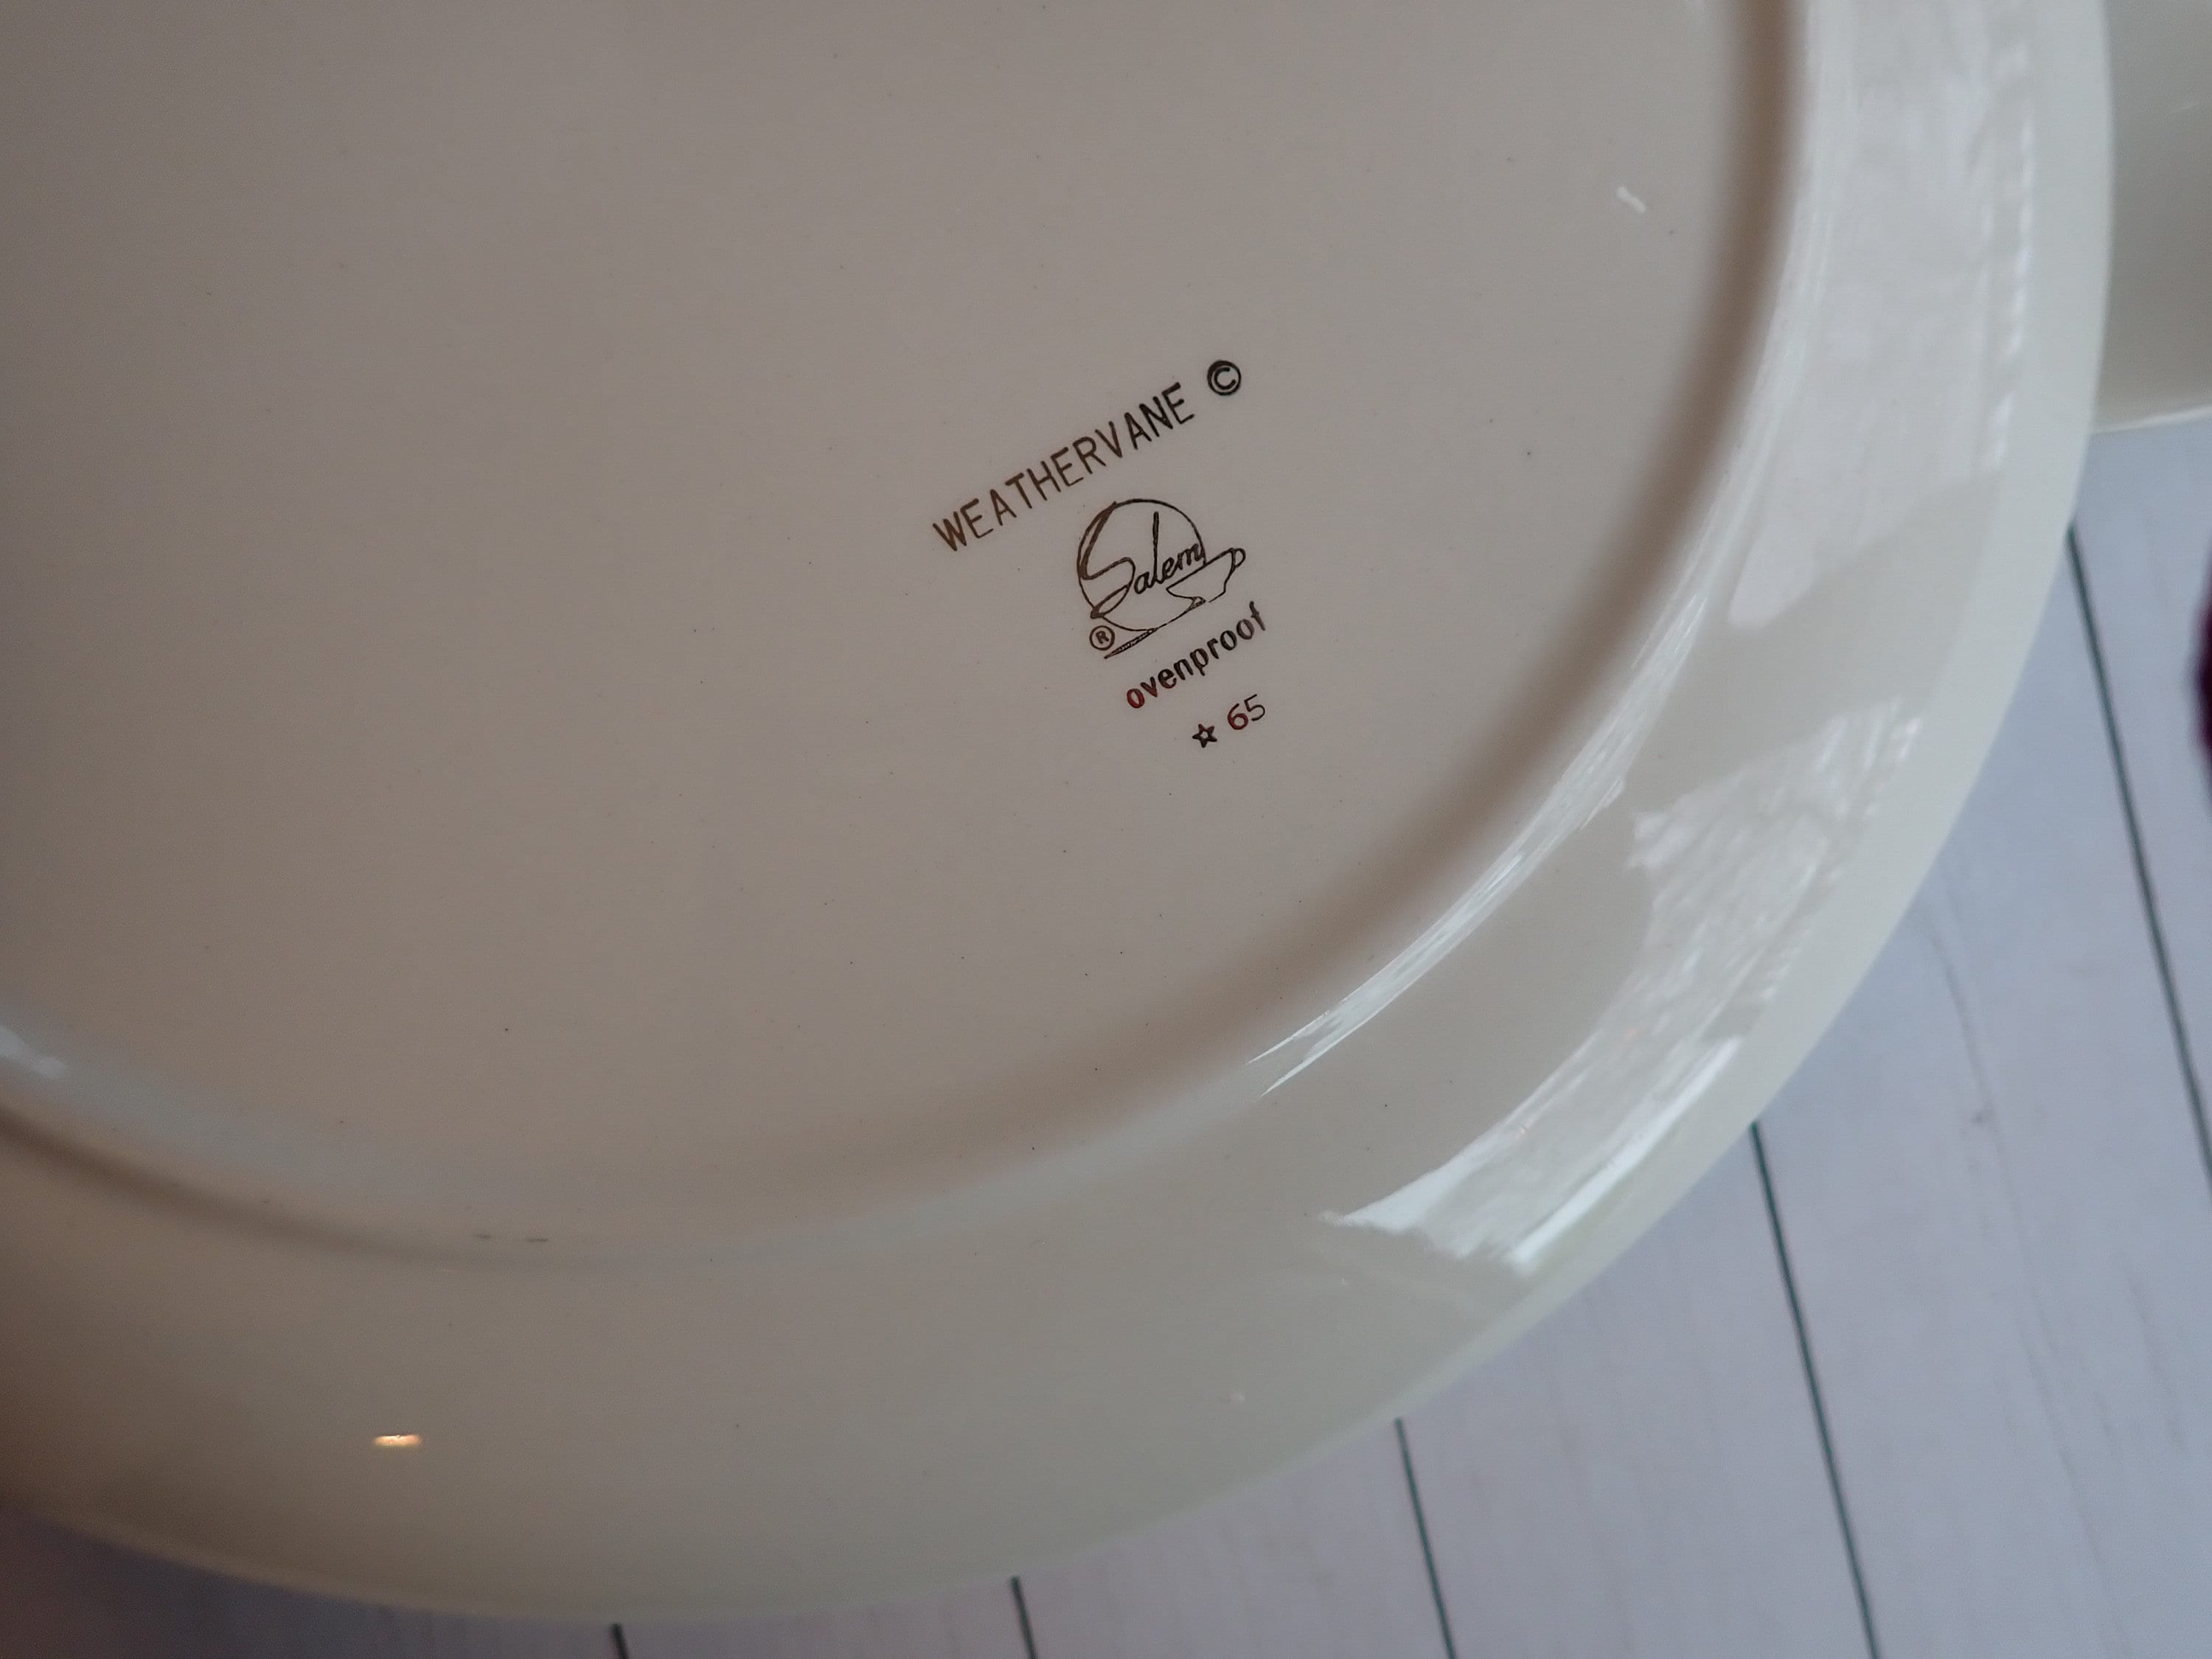 WEATHERVANE ©
Salem
®
ovenproof
☆ 65